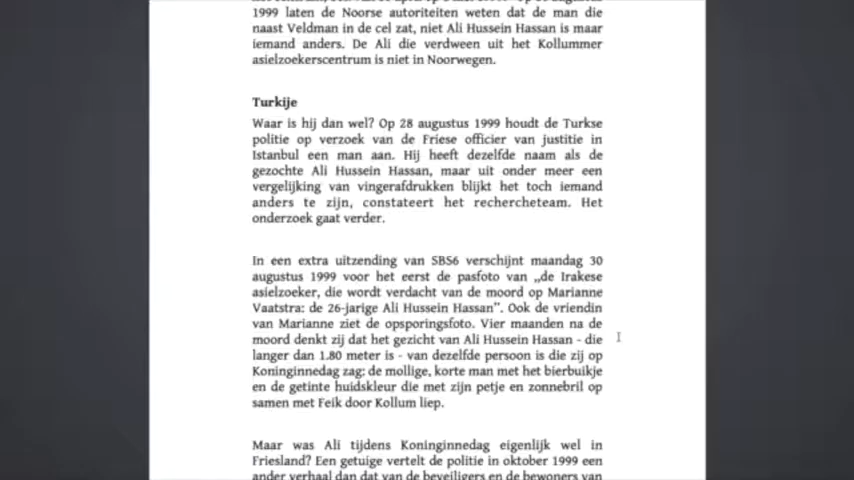 1999 laten de Noorse autoriteiten weten dat de man die
naast Veldman in de cel zat, niet Ali Hussein Hassan is maar
iemand anders. De Ali die verdween uit het Kollummer
asielzoekerscentrum is niet in Noorwegen.
Turkije
Waar is hij dan wel? Op 28 augustus 1999 houdt de Turkse
politie op verzoek van de Friese officier van justitie in
Istanbul een man aan. Hij heeft dezelfde naam als de
gezochte Ali Hussein Hassan, maar uit onder meer een
vergelijking van vingerafdrukken blijkt het toch iemand
anders te zijn, constateert het rechercheteam. Het
onderzoek gaat verder.
In een extra uitzending van SBS6 verschijnt maandag 30
augustus 1999 voor het eerst de pasfoto van „de Irakese
asielzoeker, die wordt verdacht van de moord op Marianne
Vaatstra: de 26-jarige Ali Hussein Hassan”. Ook de vriendin
van Marianne ziet de opsporingsfoto. Vier maanden na de
moord denkt zij dat het gezicht van Ali Hussein Hassan - die
langer dan 1.80 meter is - van dezelfde persoon is die zij op
Koninginnedag zag: de mollige, korte man met het bierbuikje
en de getinte huidskleur die met zijn petje en zonnebril op
samen met Feik door Kollum liep.
Maar was Ali tijdens Koninginnedag eigenlijk wel in
Friesland? Een getuige vertelt de politie in oktober 1999 een
ander verhaal dan dat van de beveiligers en de bewoners van